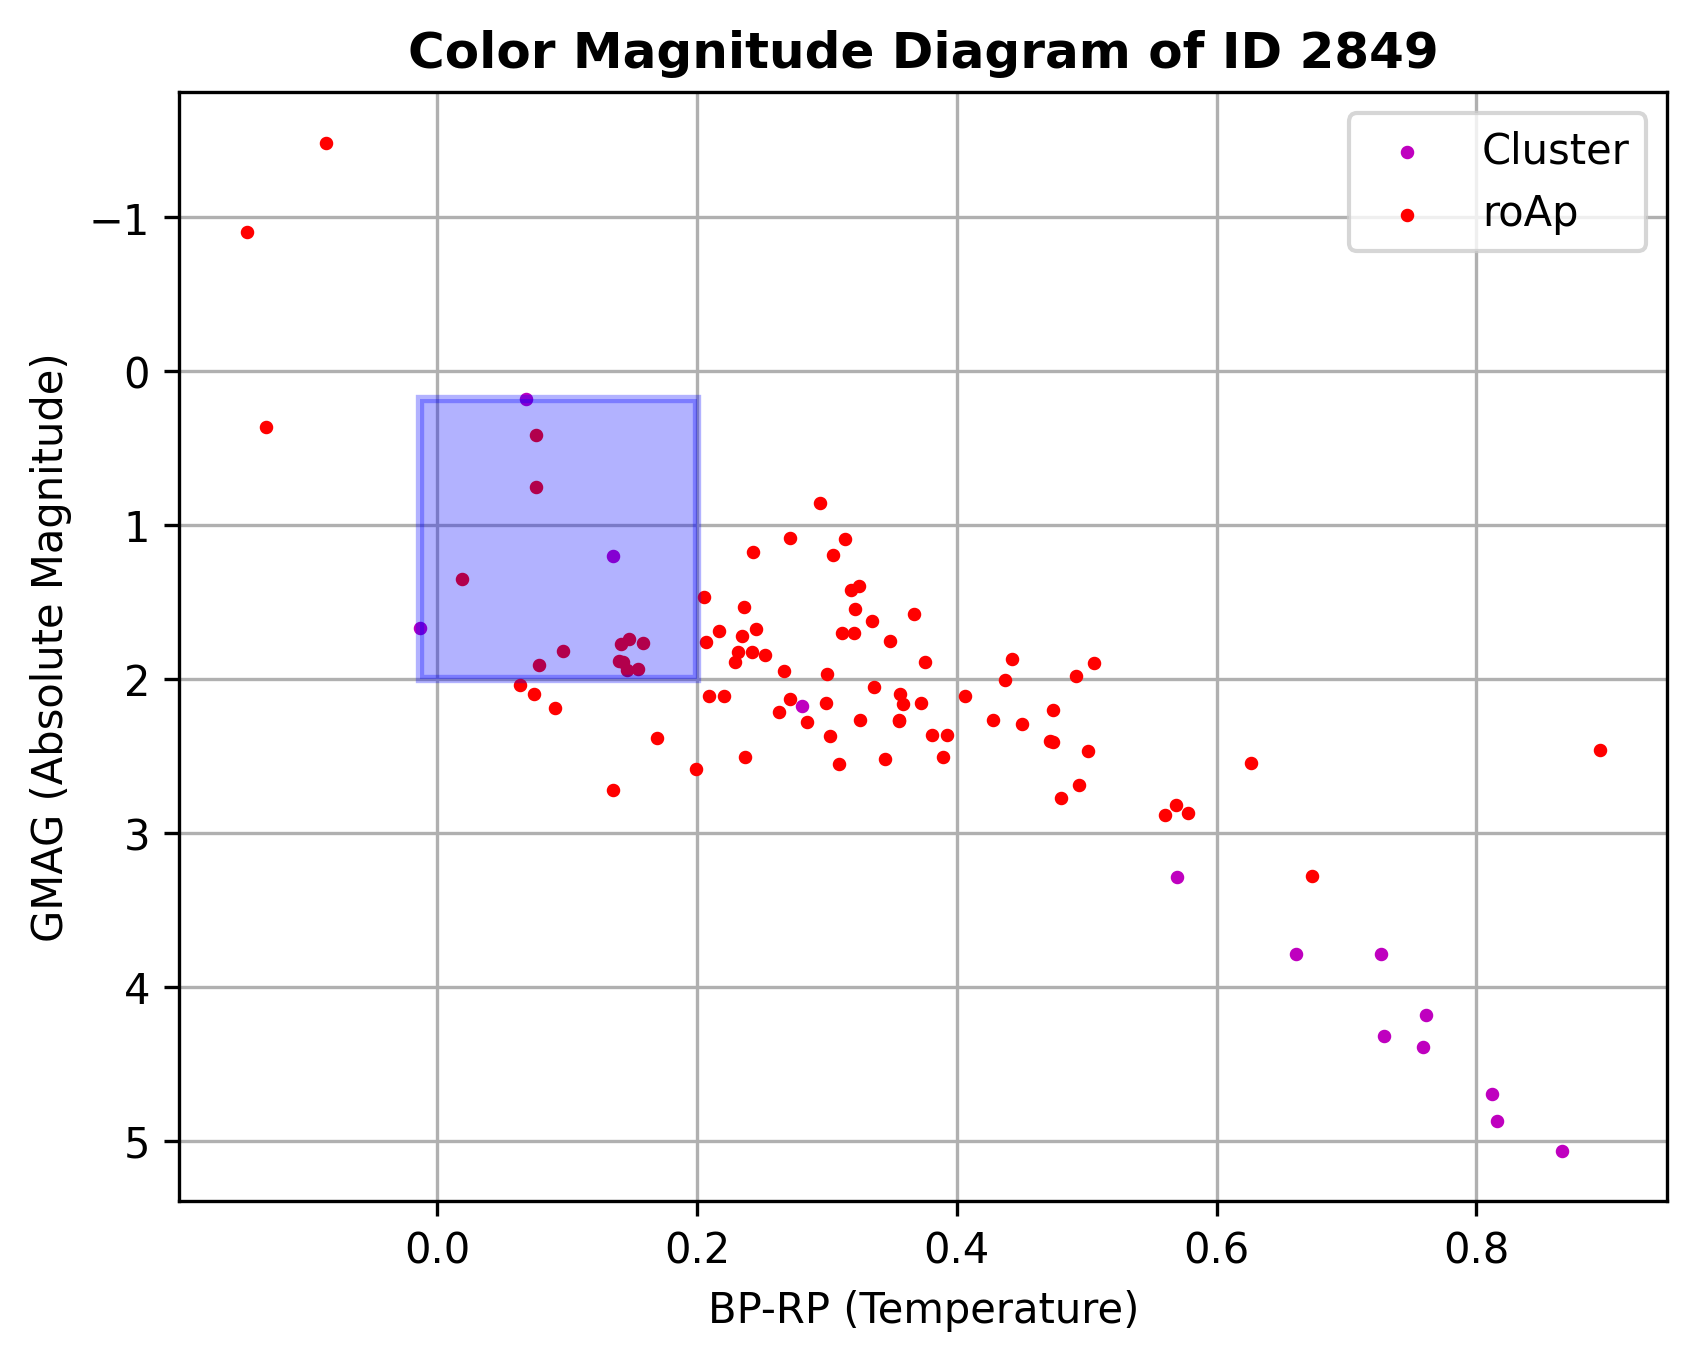 Color Magnitude Diagram of ID 2849
Cluster
roAp
−1
0
1
2
3
4
5
GMAG (Absolute Magnitude)
0.0 0.2 0.4 0.6 0.8
BP-RP (Temperature)